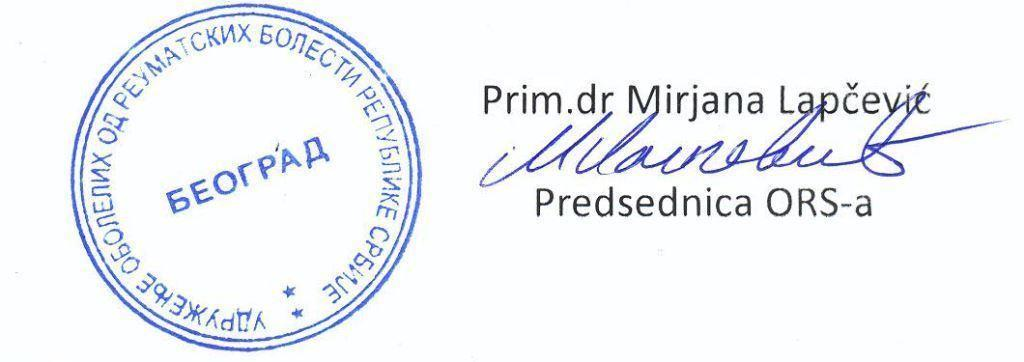 УДРУЖЕЊЕ ОБОЛЕЛИХ ОД РЕУМАТСКИХ БОЛЕСТИ РЕПУБЛИКЕ СРБИЈЕ
БЕОГРАД
Prim.dr Mirjana Lapčević
Predsednica ORS-a